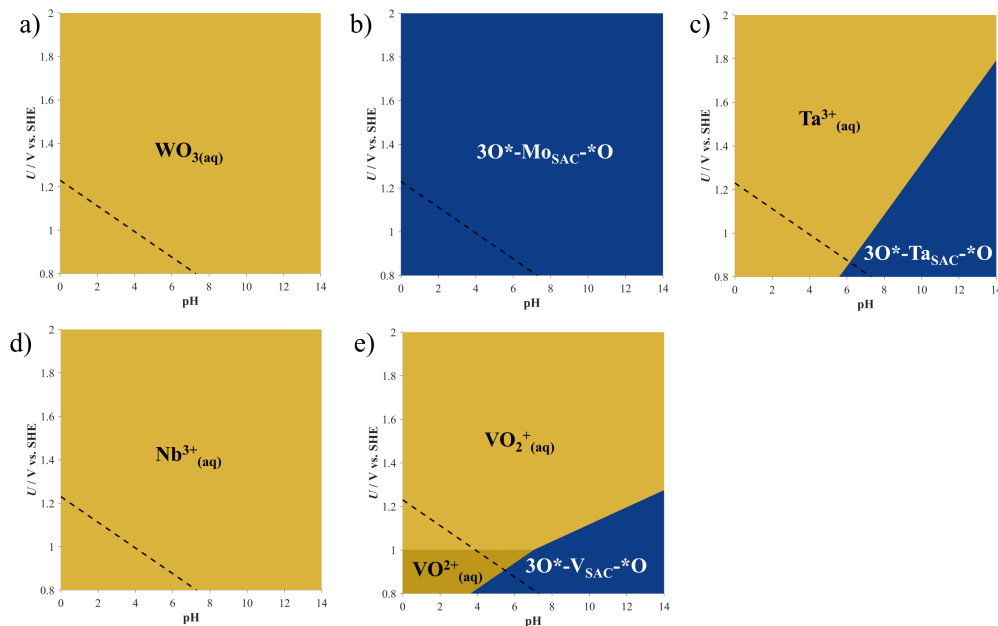 a)
2
1.8
1.6
1.4
1.2
1
0.8
U / V vs. SHE
WO₃(aq)
0 2 4 6 8 10 12 14
pH
b)
2
1.8
1.6
1.4
1.2
1
0.8
U / V vs. SHE
3O*-Mo_SAC-*O
0 2 4 6 8 10 12 14
pH
c)
2
1.8
1.6
1.4
1.2
1
0.8
U / V vs. SHE
Ta³⁺(aq)
3O*-Ta_SAC-*O
0 2 4 6 8 10 12 14
pH
d)
2
1.8
1.6
1.4
1.2
1
0.8
U / V vs. SHE
Nb³⁺(aq)
0 2 4 6 8 10 12 14
pH
e)
2
1.8
1.6
1.4
1.2
1
0.8
U / V vs. SHE
VO₂⁺(aq)
VO²⁺(aq)
3O*-V_SAC-*O
0 2 4 6 8 10 12 14
pH